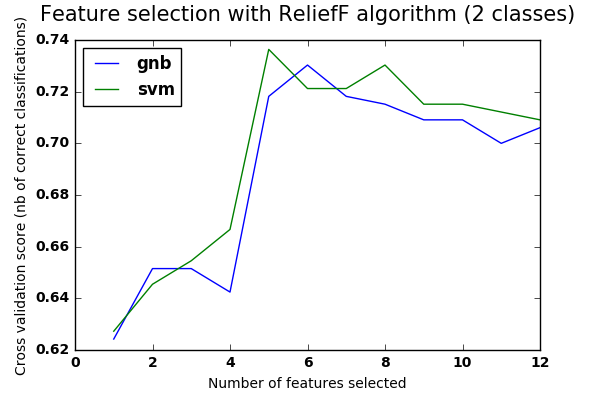 Feature selection with ReliefF algorithm (2 classes)
Cross validation score (nb of correct classifications)
0.74
0.72
0.70
0.68
0.66
0.64
0.62
gnb
svm
0 2 4 6 8 10 12
Number of features selected